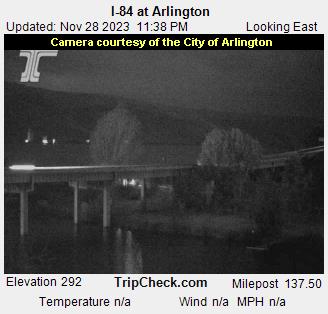 I-84 at Arlington
Updated: Nov 28 2023 11:38 PM Looking East
Camera courtesy of the City of Arlington
Elevation 292 TripCheck.com Milepost 137.50
Temperature n/a Wind n/a MPH n/a